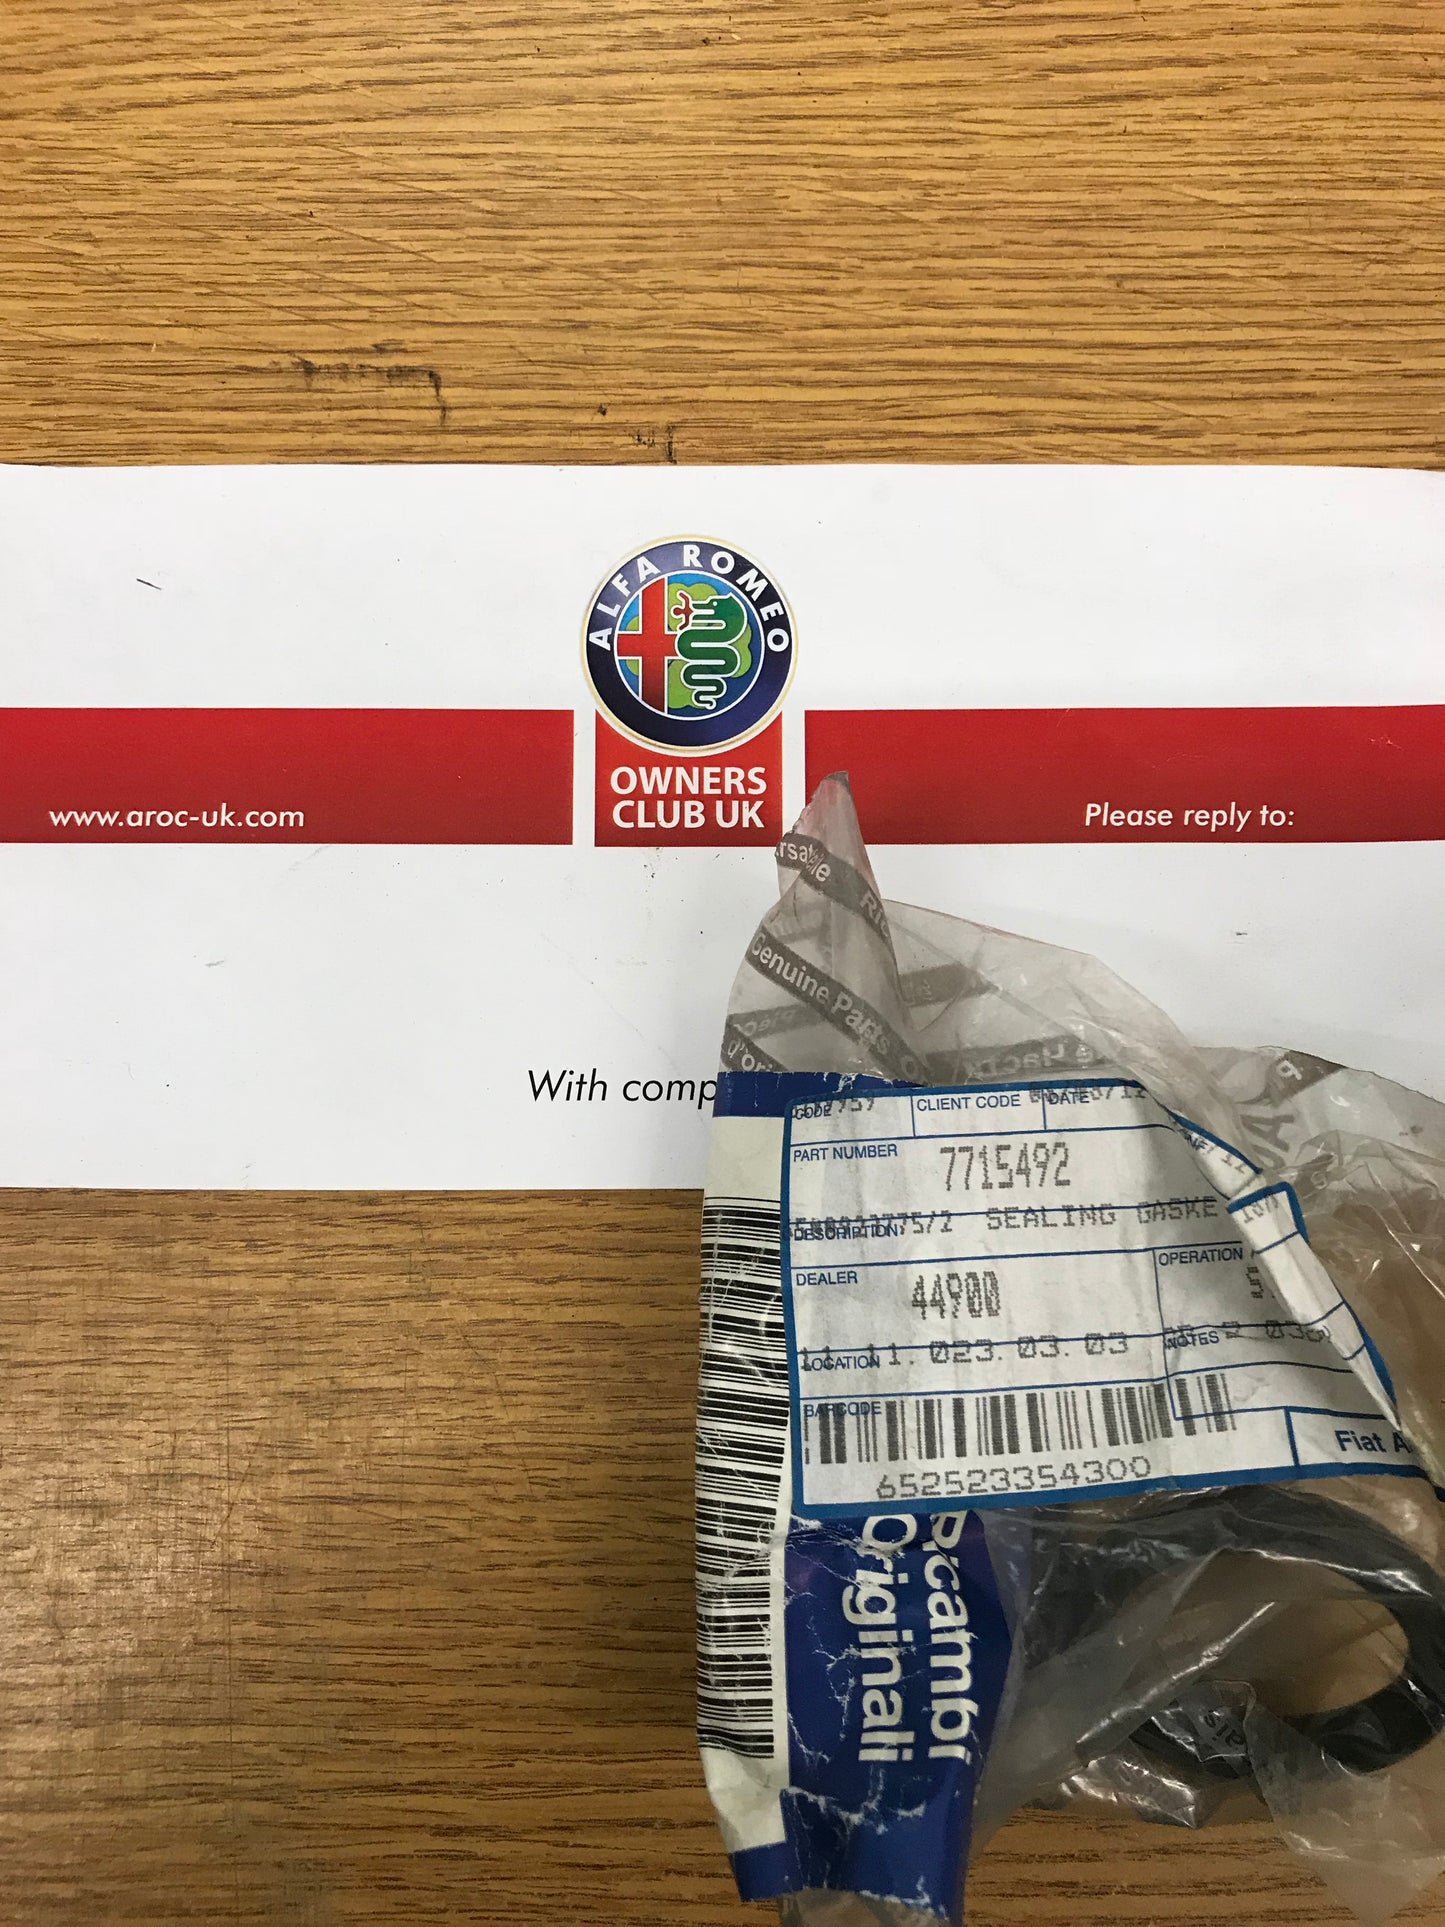 ALFA ROMEO
OWNERS
CLUB UK
www.aroc-uk.com
Please reply to:
Genuine Parts
With comp
CODE
CLIENT CODE
DATE
PART NUMBER
7715492
DESCRIPTION
SEALING GASKE
DEALER
44900
OPERATION
LOCATION
11. 11. 023. 03. 03
NOTES
BARCODE
652523354300
Fiat A
Ricambi
Originali